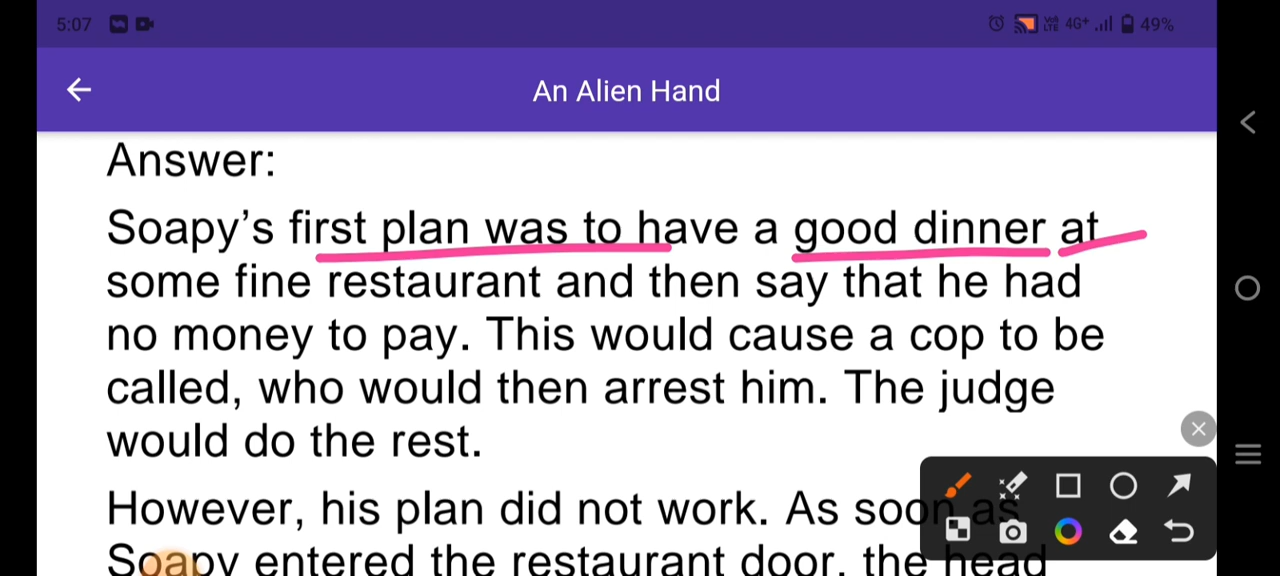 5:07 Vo) LTE 4G+ 49%
An Alien Hand
Answer:
Soapy’s first plan was to have a good dinner at
some fine restaurant and then say that he had
no money to pay. This would cause a cop to be
called, who would then arrest him. The judge
would do the rest.
However, his plan did not work. As soon as
Soapy entered the restaurant door, the head